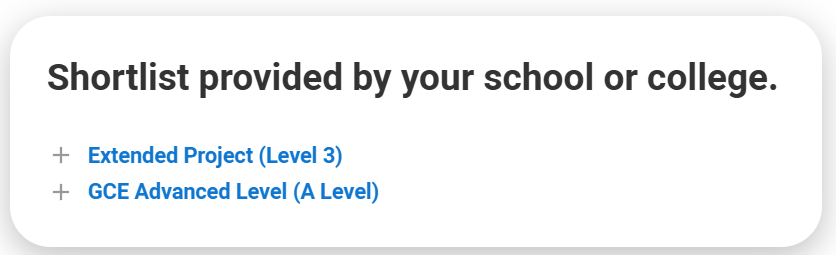 Shortlist provided by your school or college.
Extended Project (Level 3)
GCE Advanced Level (A Level)